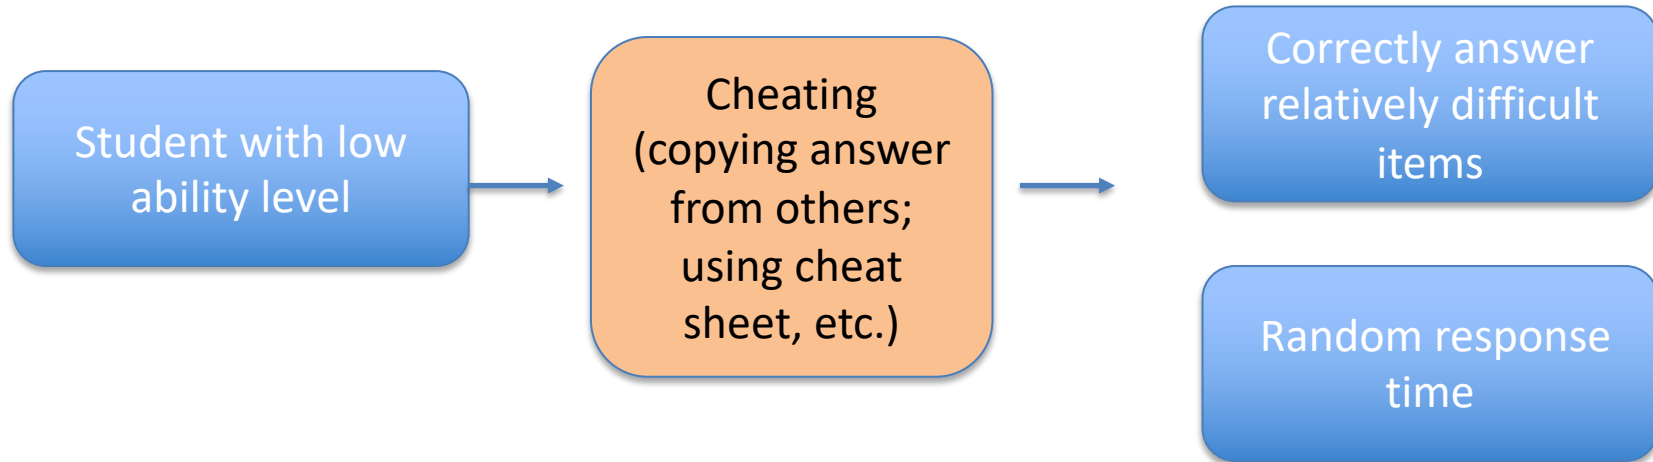 Student with low
ability level
Cheating
(copying answer
from others;
using cheat
sheet, etc.)
Correctly answer
relatively difficult
items
Random response
time